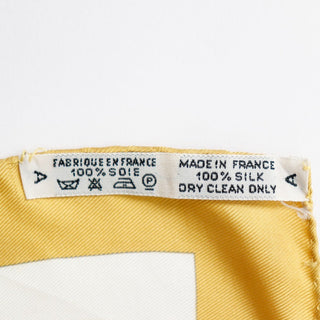 A
FABRIQUE EN FRANCE
100% SOIE
P
MADE IN FRANCE
100% SILK
DRY CLEAN ONLY
A